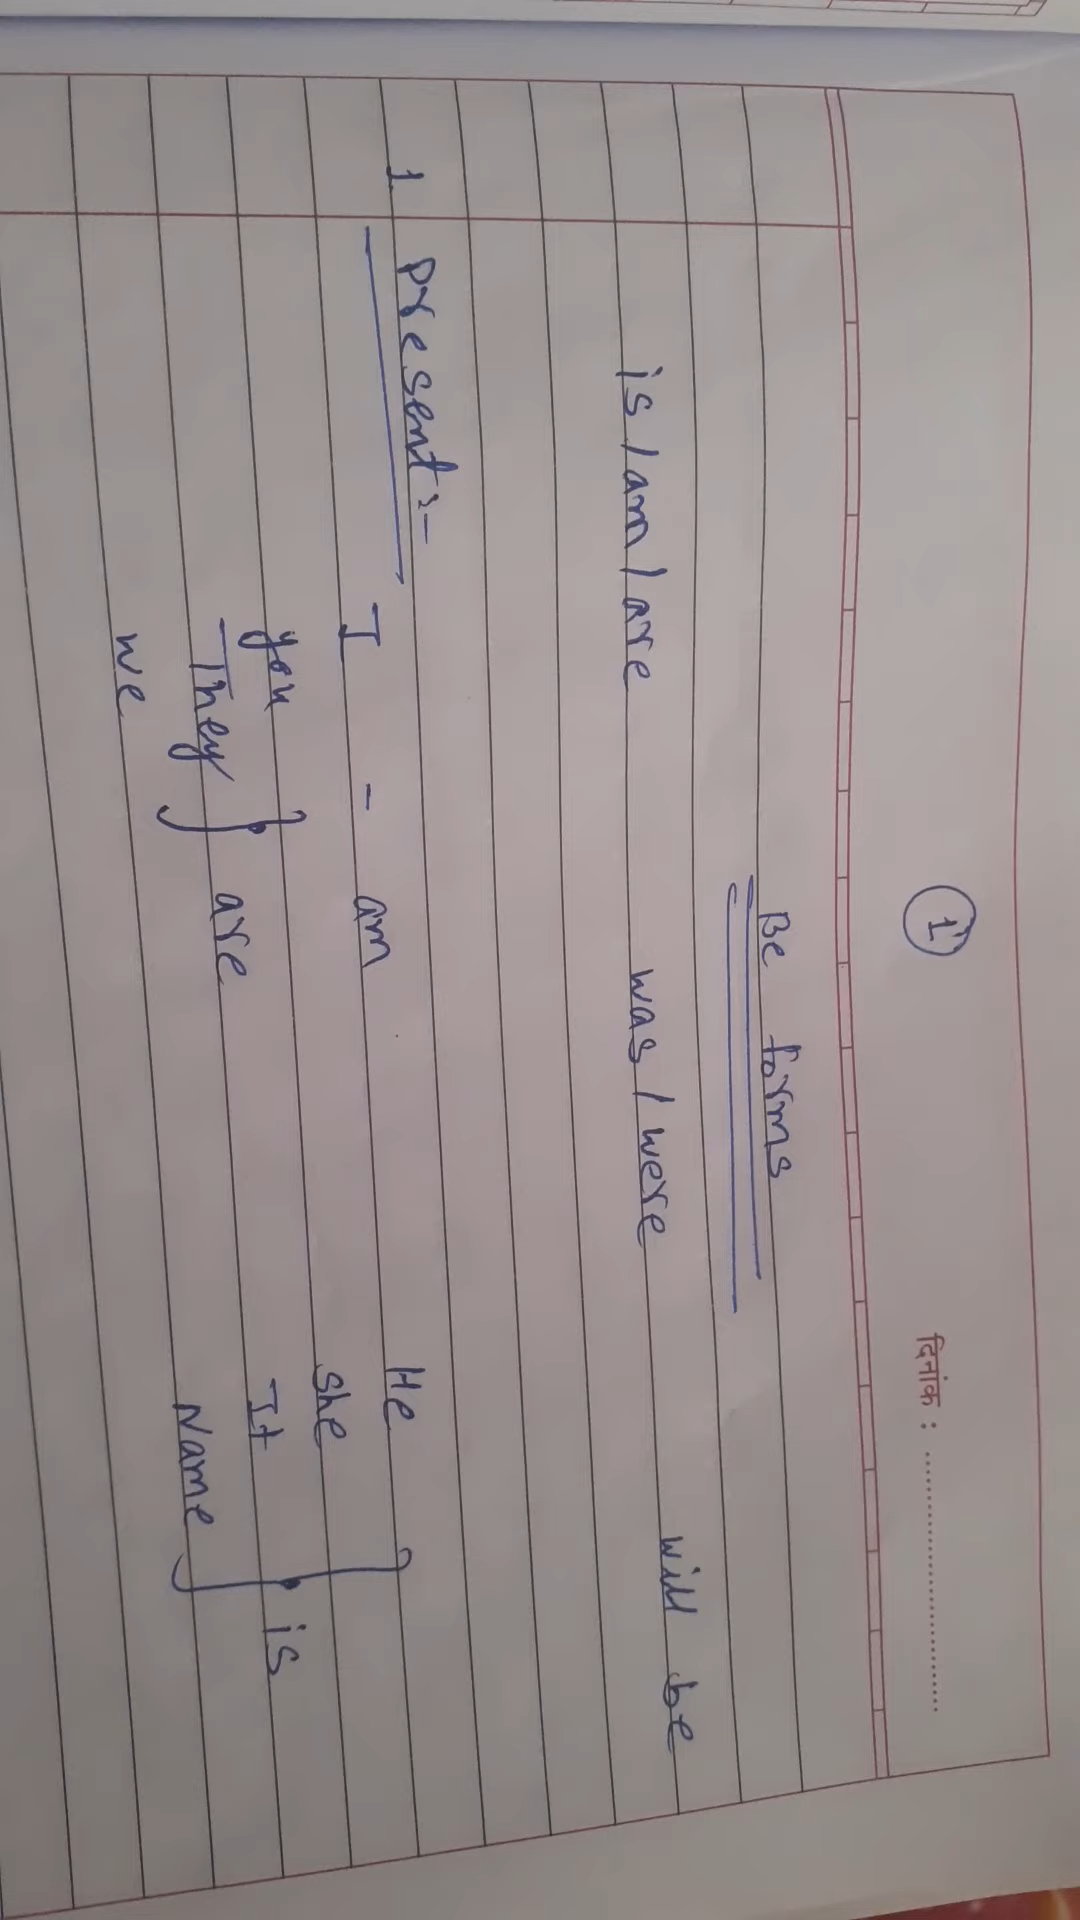 1
दिनांक : ........................
Be forms
is / am / are was / were will be
1 Present :-
I - am He
you She
They } are It } is
we Name